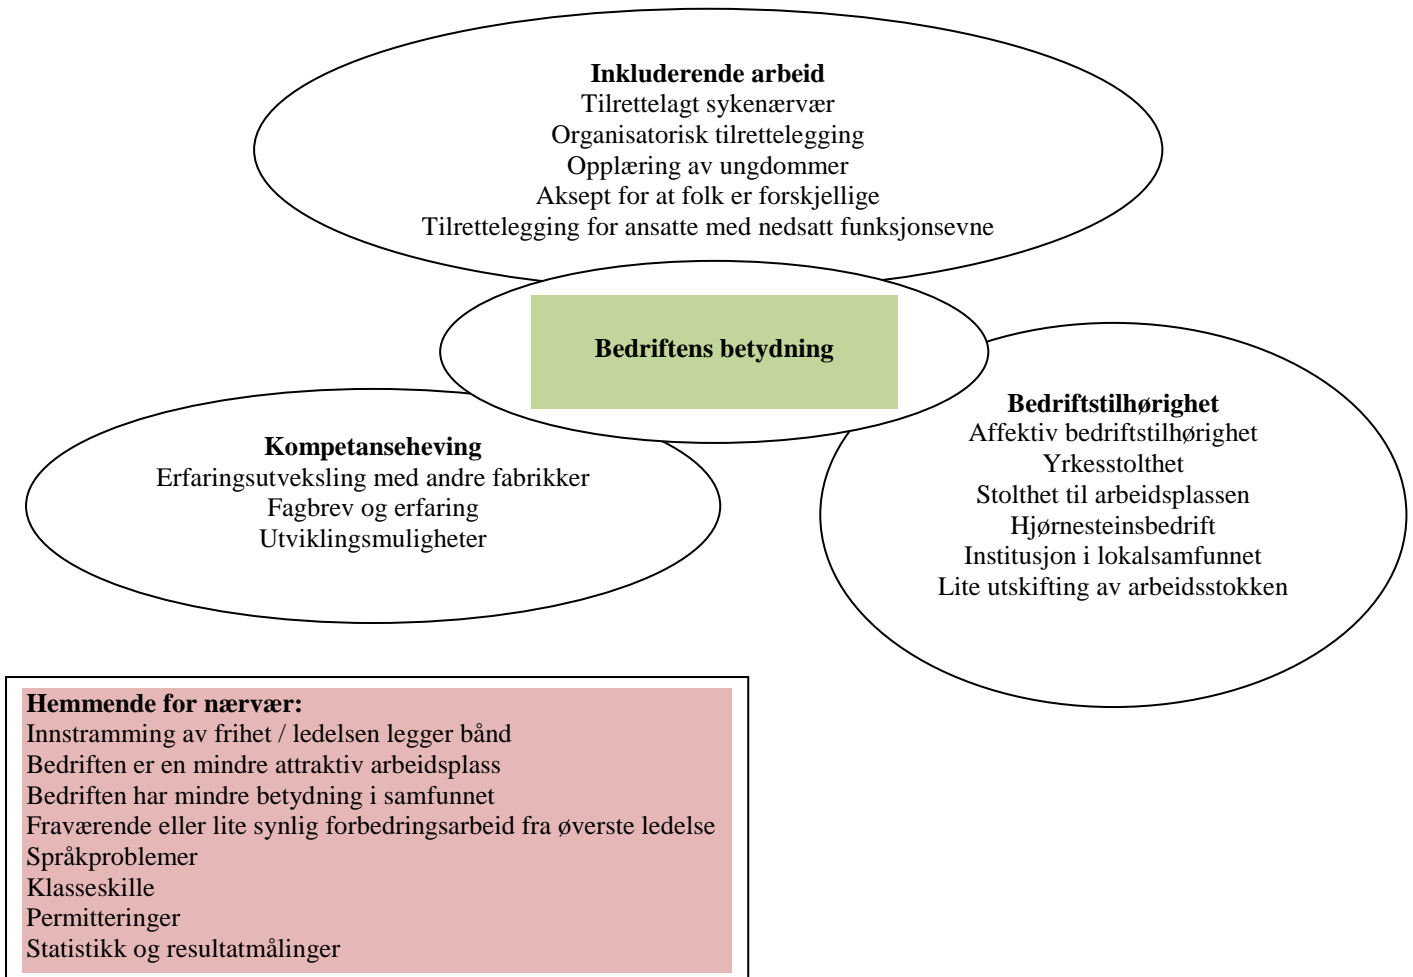 Inkluderende arbeid
Tilrettelagt sykenærvær
Organisatorisk tilrettelegging
Opplæring av ungdommer
Aksept for at folk er forskjellige
Tilrettelegging for ansatte med nedsatt funksjonsevne
Bedriftens betydning
Kompetanseheving
Erfaringsutveksling med andre fabrikker
Fagbrev og erfaring
Utviklingsmuligheter
Bedriftstilhørighet
Affektiv bedriftstilhørighet
Yrkesstolthet
Stolthet til arbeidsplassen
Hjørnesteinsbedrift
Institusjon i lokalsamfunnet
Lite utskifting av arbeidsstokken
Hemmende for nærvær:
Innstramming av frihet / ledelsen legger bånd
Bedriften er en mindre attraktiv arbeidsplass
Bedriften har mindre betydning i samfunnet
Fraværende eller lite synlig forbedringsarbeid fra øverste ledelse
Språkproblemer
Klasseskille
Permitteringer
Statistikk og resultatmålinger